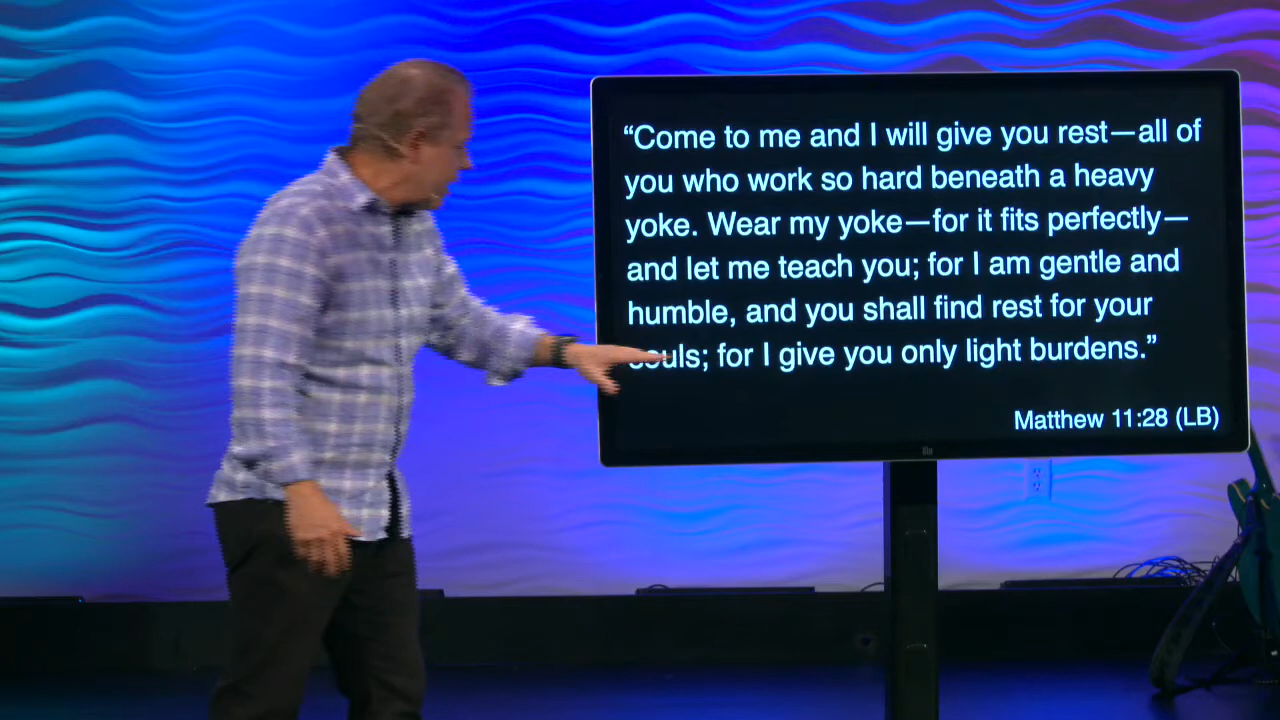 “Come to me and I will give you rest—all of
you who work so hard beneath a heavy
yoke. Wear my yoke—for it fits perfectly—
and let me teach you; for I am gentle and
humble, and you shall find rest for your
souls; for I give you only light burdens.”
Matthew 11:28 (LB)